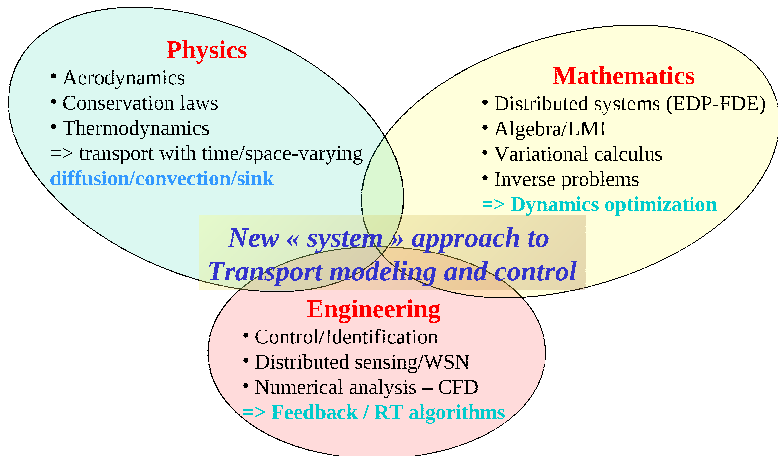 Physics
• Aerodynamics
• Conservation laws
• Thermodynamics
=> transport with time/space-varying
diffusion/convection/sink
Mathematics
• Distributed systems (EDP-FDE)
• Algebra/LMI
• Variational calculus
• Inverse problems
=> Dynamics optimization
New « system » approach to
Transport modeling and control
Engineering
• Control/Identification
• Distributed sensing/WSN
• Numerical analysis – CFD
=> Feedback / RT algorithms